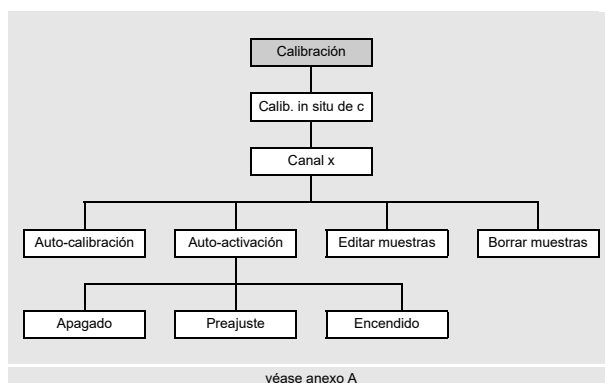 Calibración
Calib. in situ de c
Canal x
Auto-calibración
Auto-activación
Editar muestras
Borrar muestras
Apagado
Preajuste
Encendido
véase anexo A